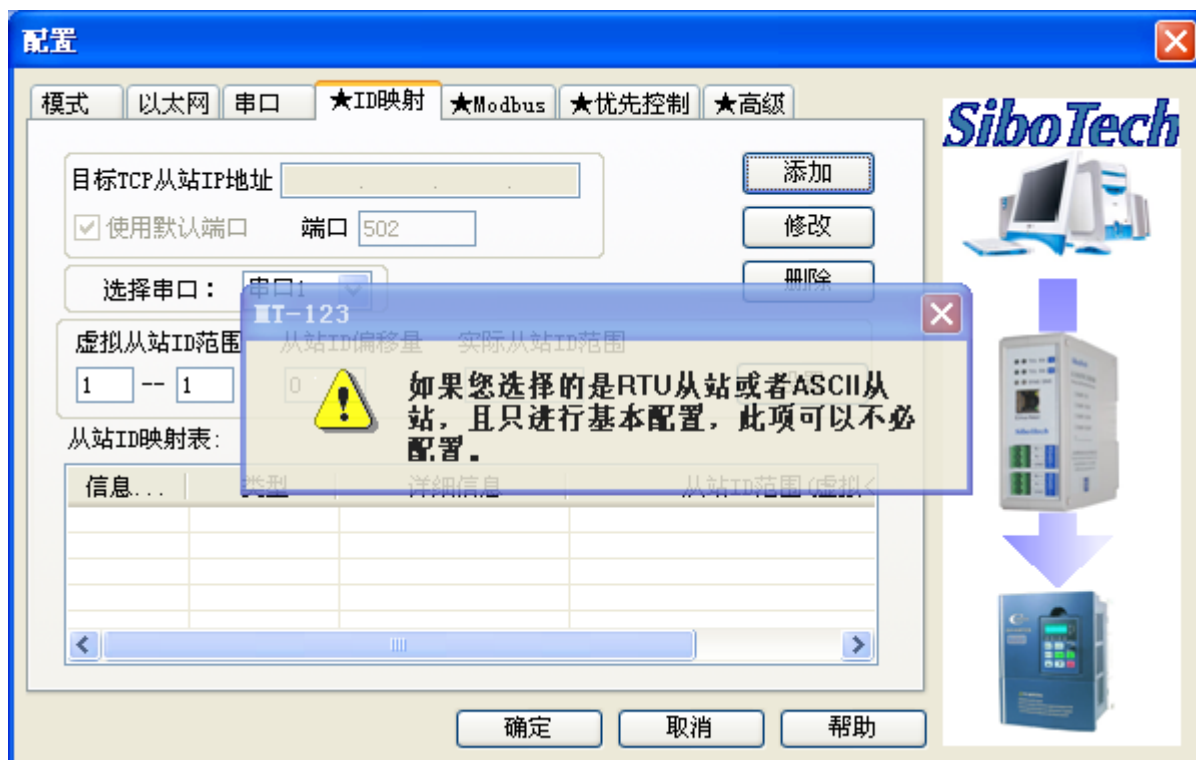 配置
模式 以太网 串口 ★ID映射 ★Modbus ★优先控制 ★高级
SiboTech
目标TCP从站IP地址 . . .
添加
使用默认端口 端口 502
修改
选择串口： 串口1
删除
MT-123
虚拟从站ID范围 从站ID偏移量 实际从站ID范围
1 -- 1 0
如果您选择的是RTU从站或者ASCII从
站，且只进行基本配置，此项可以不必
配置。
从站ID映射表:
信息... 类型 详细信息 从站ID范围(虚拟<
确定 取消 帮助